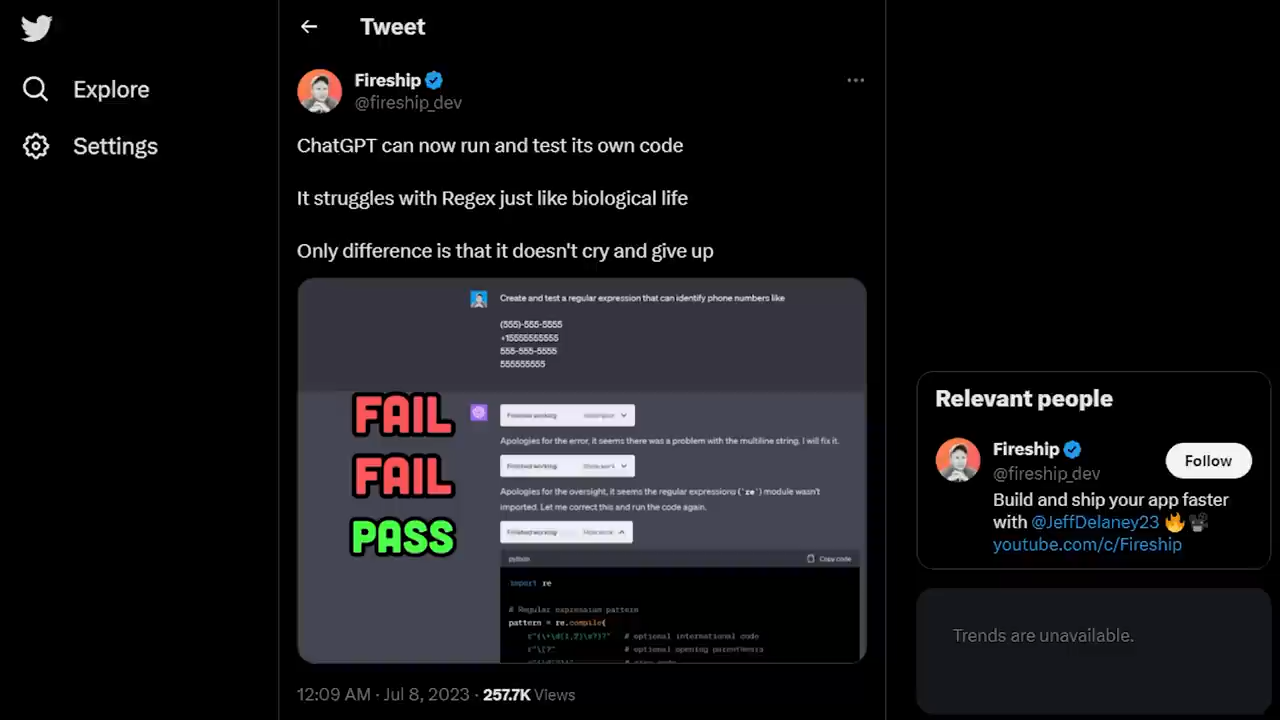 Tweet
Explore
Settings
Fireship
@fireship_dev
ChatGPT can now run and test its own code
It struggles with Regex just like biological life
Only difference is that it doesn't cry and give up
Create and test a regular expression that can identify phone numbers like
(555)-555-5555
+15555555555
555-555-5555
555555555
FAIL
FAIL
PASS
Finished working
Apologies for the error, it seems there was a problem with the multiline string. I will fix it.
Finished working
Apologies for the oversight, it seems the regular expressions ('re') module wasn't
imported. Let me correct this and run the code again.
Finished working
python Copy code
import re
# Regular expression pattern
pattern = re.compile(
# optional international code
# optional opening parenthesis
12:09 AM · Jul 8, 2023 · 257.7K Views
Relevant people
Fireship
@fireship_dev
Follow
Build and ship your app faster
with @JeffDelaney23 🔥 📽
youtube.com/c/Fireship
Trends are unavailable.